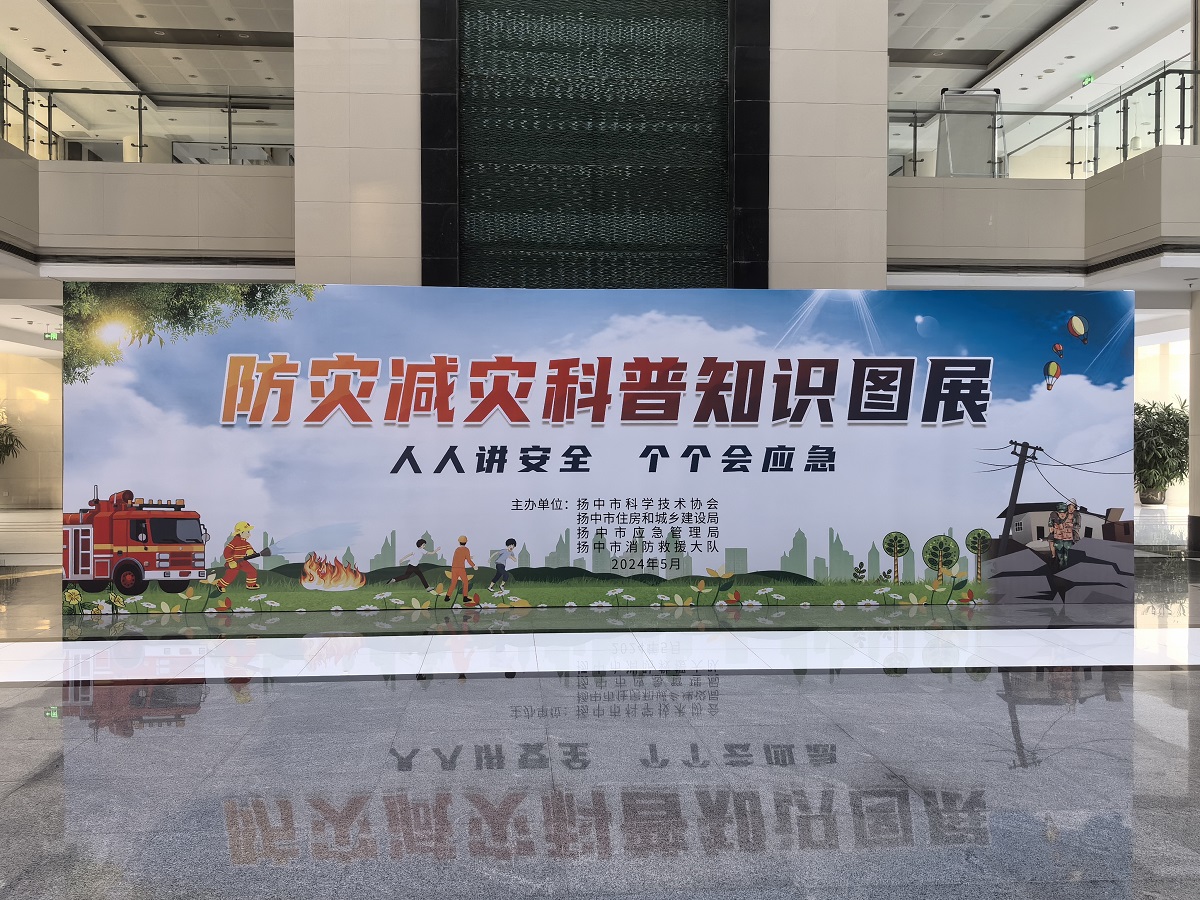 防灾减灾科普知识图展
人人讲安全 个个会应急
主办单位：扬中市科学技术协会
扬中市住房和城乡建设局
扬中市应急管理局
扬中市消防救援大队
2024年5月